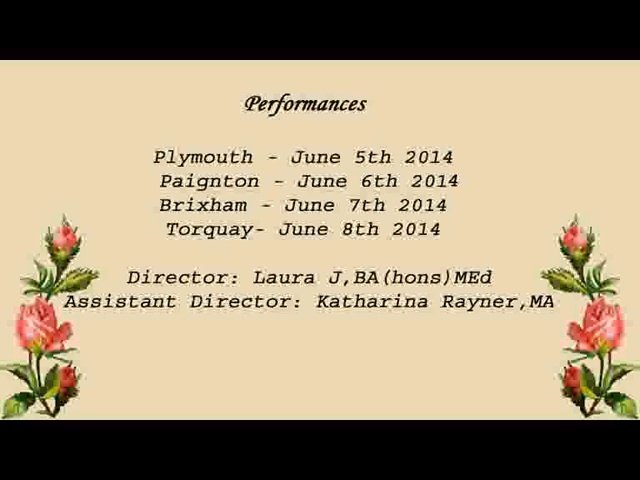 Performances
Plymouth - June 5th 2014
Paignton - June 6th 2014
Brixham - June 7th 2014
Torquay- June 8th 2014
Director: Laura J,BA(hons)MEd
Assistant Director: Katharina Rayner,MA